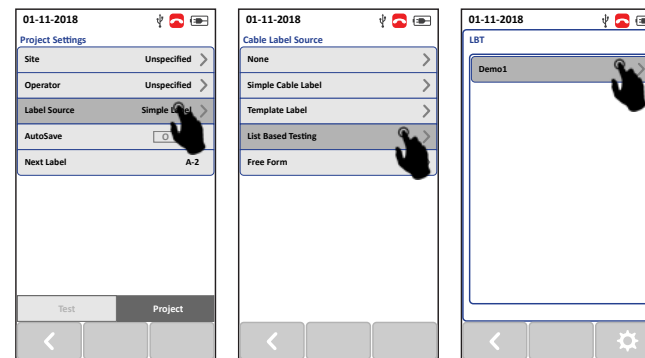 01-11-2018
Project Settings
Site Unspecified
Operator Unspecified
Label Source Simple
AutoSave
Next Label A-2
Test Project
01-11-2018
Cable Label Source
None
Simple Cable Label
Template Label
List Based Testing
Free Form
01-11-2018
LBT
Demo1